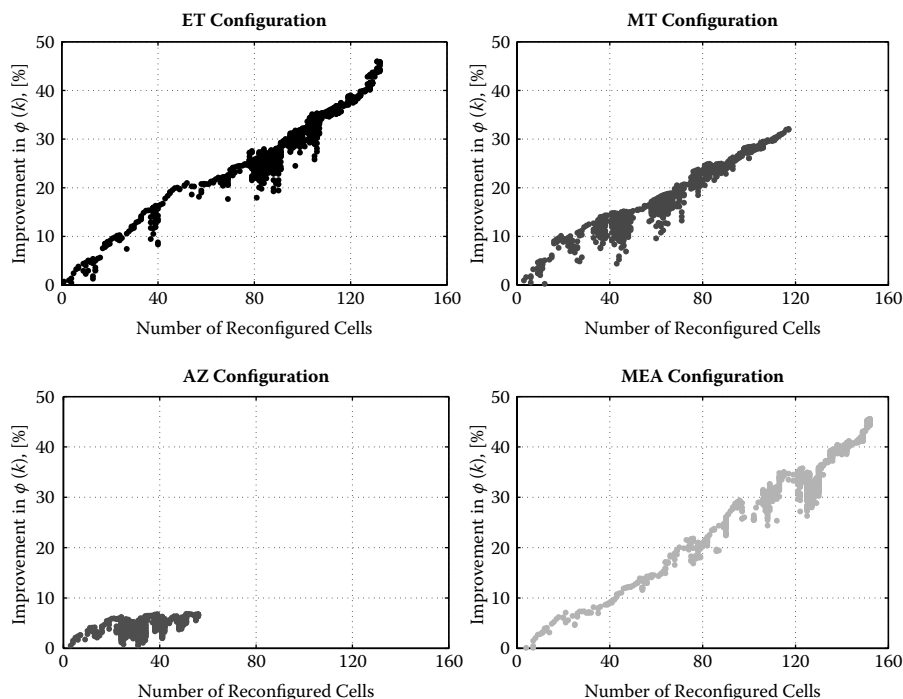 ET Configuration
50
40
30
20
10
0
Improvement in ϕ (k), [%]
0 40 80 120 160
Number of Reconfigured Cells
MT Configuration
50
40
30
20
10
0
Improvement in ϕ (k), [%]
0 40 80 120 160
Number of Reconfigured Cells
AZ Configuration
50
40
30
20
10
0
Improvement in ϕ (k), [%]
0 40 80 120 160
Number of Reconfigured Cells
MEA Configuration
50
40
30
20
10
0
Improvement in ϕ (k), [%]
0 40 80 120 160
Number of Reconfigured Cells